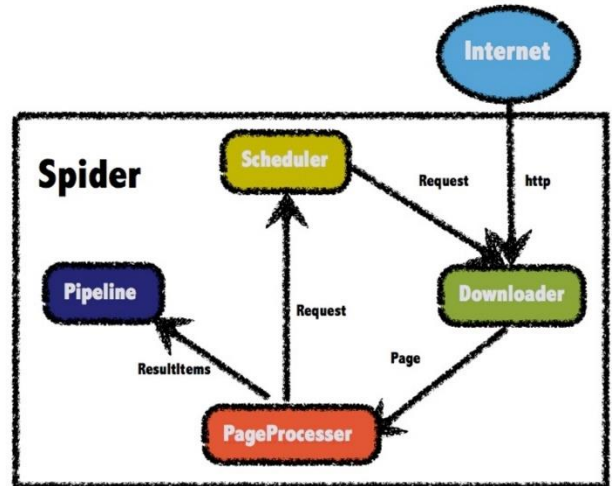 Internet
Scheduler
Spider
Request
http
Pipeline
Downloader
Request
Page
ResultItems
PageProcesser